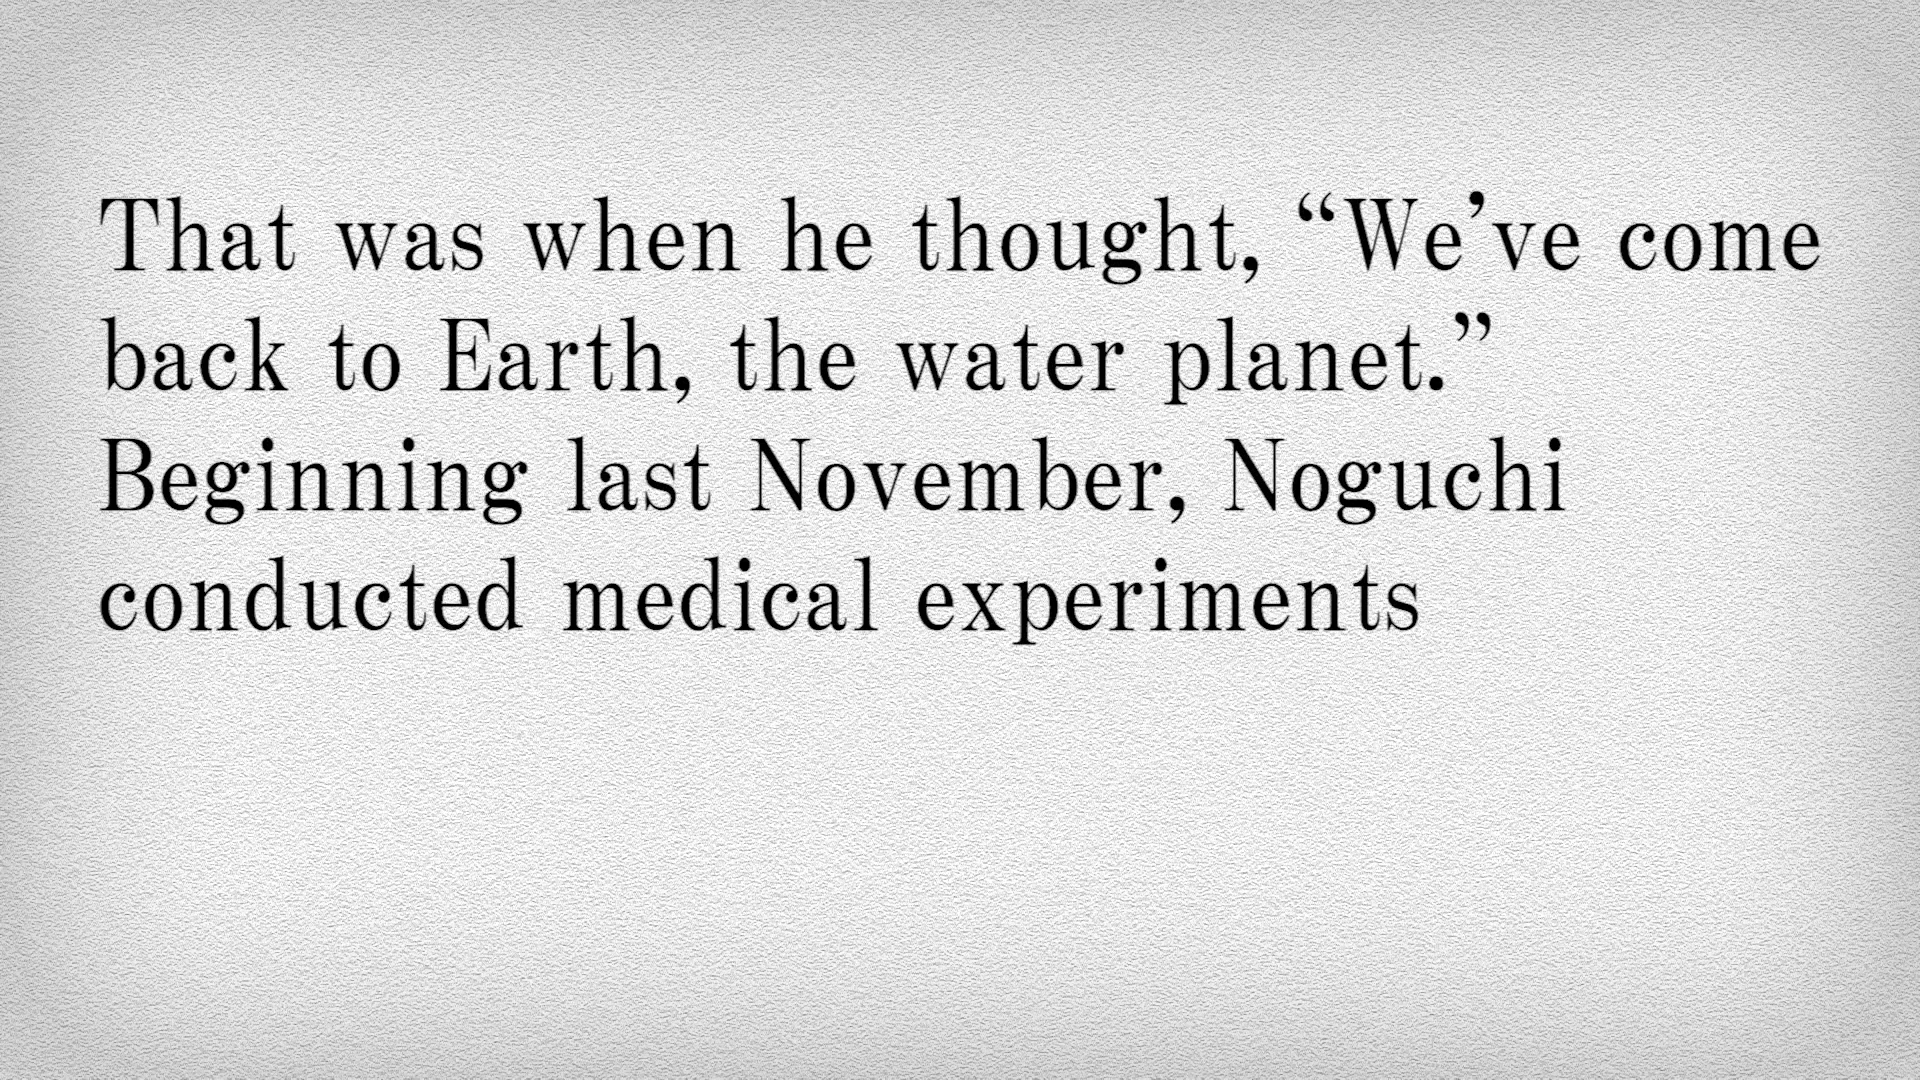 That was when he thought, “We’ve come
back to Earth, the water planet.”
Beginning last November, Noguchi
conducted medical experiments